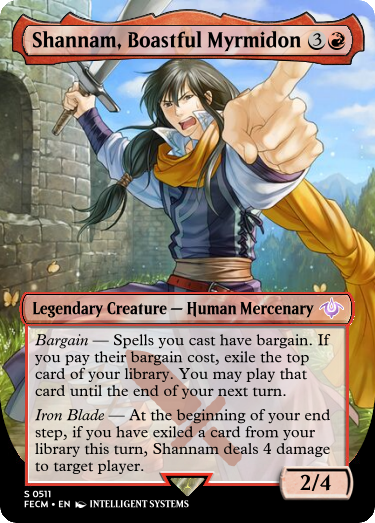 Shannam, Boastful Myrmidon 3
Legendary Creature — Human Mercenary
Bargain — Spells you cast have bargain. If
you pay their bargain cost, exile the top
card of your library. You may play that
card until the end of your next turn.
Iron Blade — At the beginning of your end
step, if you have exiled a card from your
library this turn, Shannam deals 4 damage
to target player.
2/4
S 0511
FECM • EN INTELLIGENT SYSTEMS